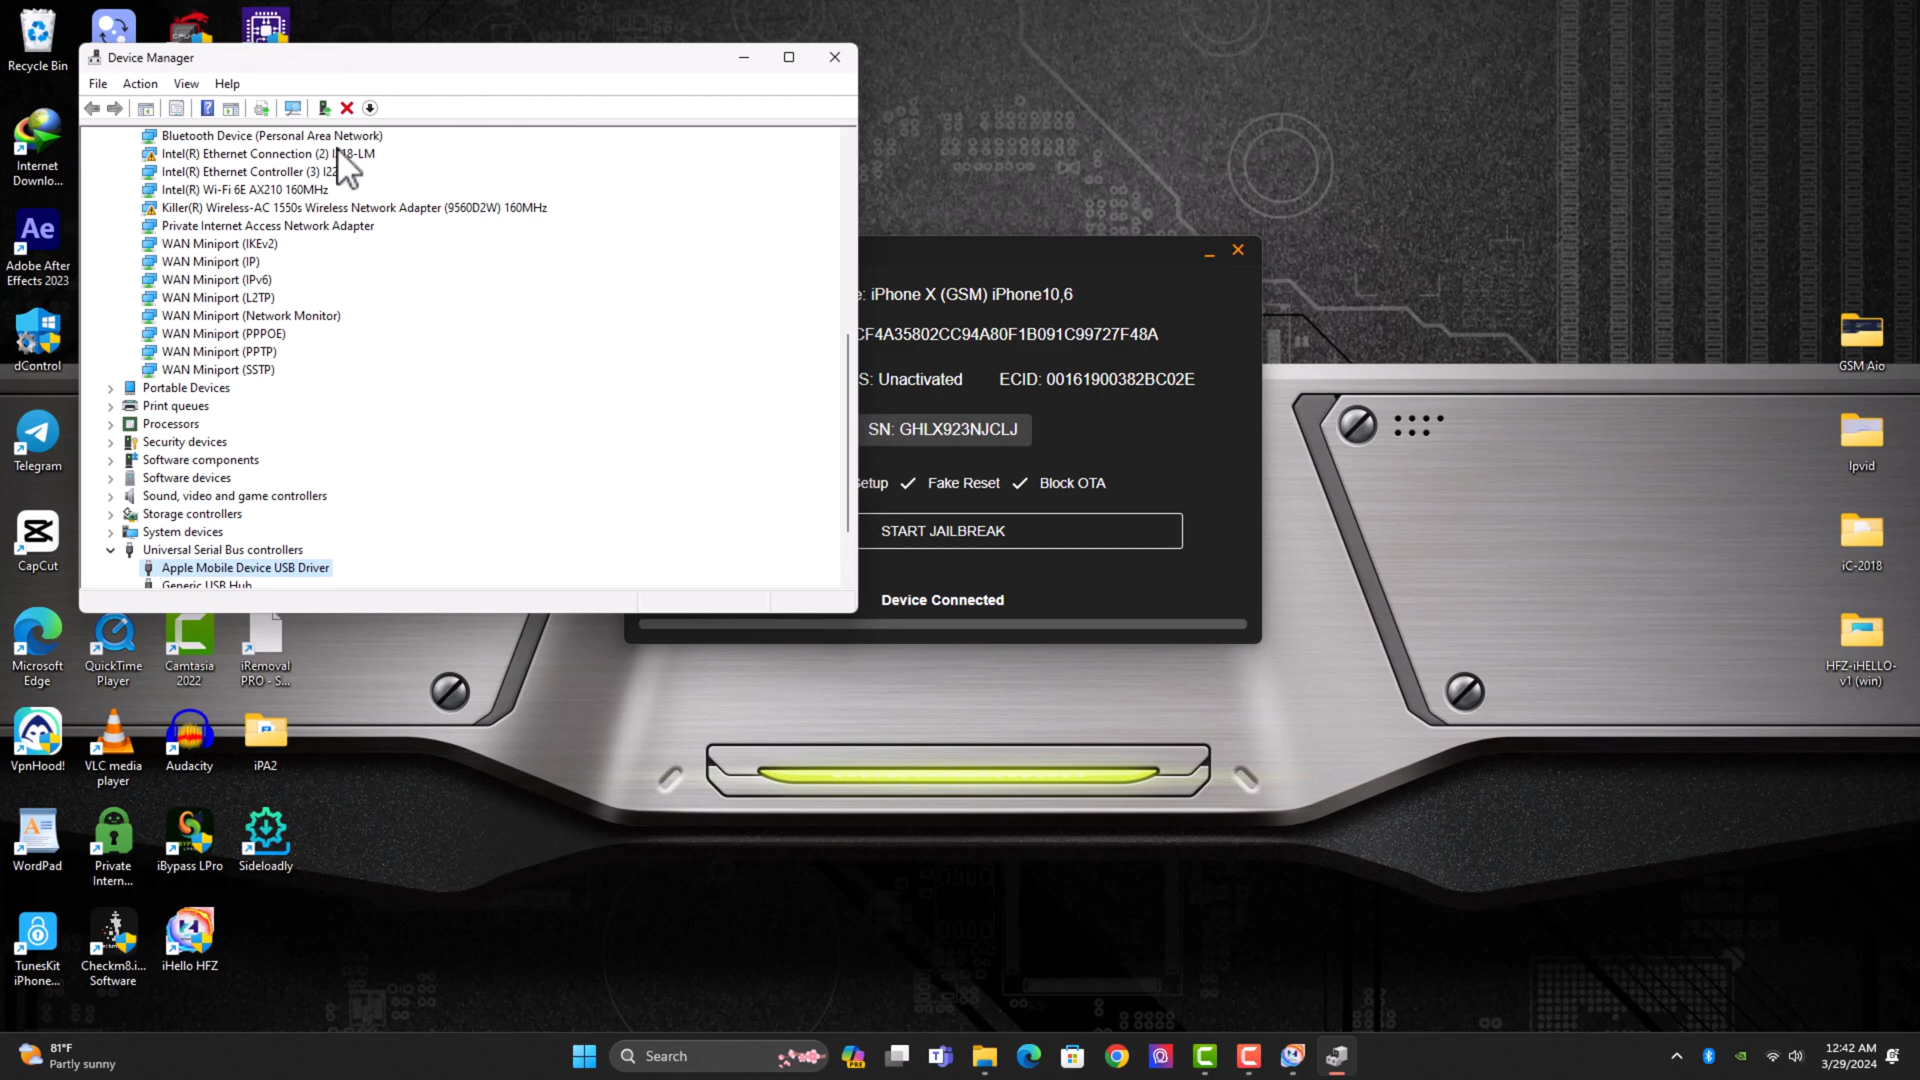 Recycle Bin
Internet
Downlo...
Ae
Adobe After
Effects 2023
dControl
Telegram
CapCut
Microsoft
Edge
QuickTime
Player
Camtasia
2022
iRemoval
PRO - S...
VpnHood!
VLC media
player
Audacity
iPA2
WordPad
Private
Intern...
iBypass LPro
Sideloadly
TunesKit
iPhone...
Checkm8.i...
Software
iHello HFZ
Device Manager
File Action View Help
Bluetooth Device (Personal Area Network)
Intel(R) Ethernet Connection (2)
Intel(R) Ethernet Controller (3)
Intel(R) Wi-Fi 6E AX210 160MHz
Killer(R) Wireless-AC 1550s Wireless Network Adapter (9560D2W) 160MHz
Private Internet Access Network Adapter
WAN Miniport (IKEv2)
WAN Miniport (IP)
WAN Miniport (IPv6)
WAN Miniport (L2TP)
WAN Miniport (Network Monitor)
WAN Miniport (PPPOE)
WAN Miniport (PPTP)
WAN Miniport (SSTP)
Portable Devices
Print queues
Processors
Security devices
Software components
Software devices
Sound, video and game controllers
Storage controllers
System devices
Universal Serial Bus controllers
Apple Mobile Device USB Driver
Generic USB Hub
e: iPhone X (GSM) iPhone10,6
CF4A35802CC94A80F1B091C99727F48A
S: Unactivated ECID: 00161900382BC02E
SN: GHLX923NJCLJ
Setup Fake Reset Block OTA
START JAILBREAK
Device Connected
GSM Aio
Ipvid
iC-2018
HFZ-iHELLO-
v1 (win)
81°F
Partly sunny
Search
PRE
12:42 AM
3/29/2024